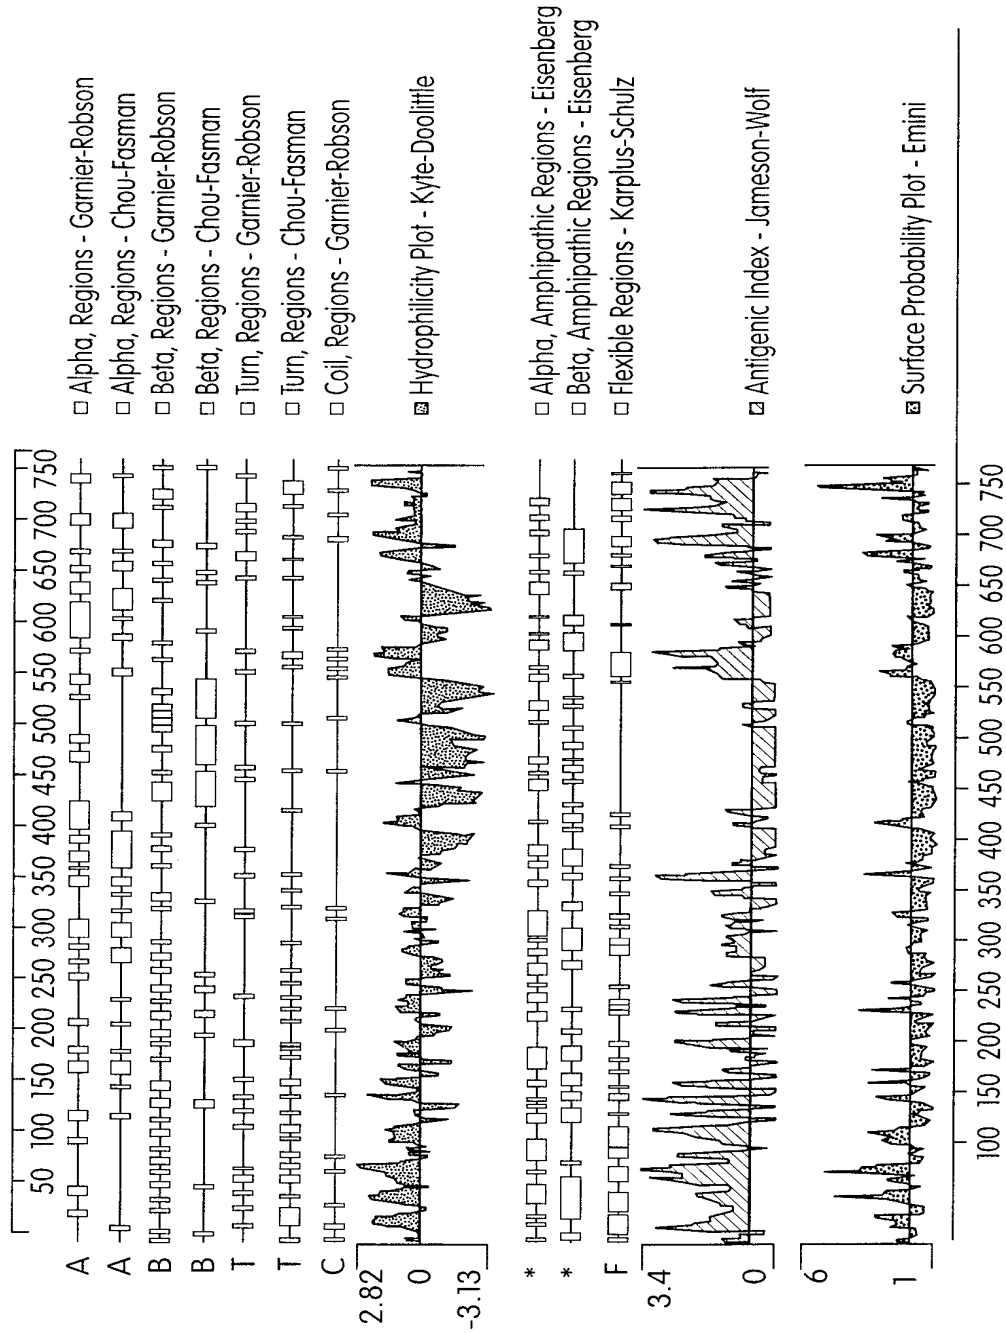 50 100 150 200 250 300 350 400 450 500 550 600 650 700 750
A □ Alpha, Regions - Garnier-Robson
A □ Alpha, Regions - Chou-Fasman
B □ Beta, Regions - Garnier-Robson
B □ Beta, Regions - Chou-Fasman
T □ Turn, Regions - Garnier-Robson
T □ Turn, Regions - Chou-Fasman
C □ Coil, Regions - Garnier-Robson
2.82
0 Hydrophilicity Plot - Kyte-Doolittle
-3.13
* □ Alpha, Amphipathic Regions - Eisenberg
* □ Beta, Amphipathic Regions - Eisenberg
F □ Flexible Regions - Karplus-Schulz
3.4
Antigenic Index - Jameson-Wolf
0
6
Surface Probability Plot - Emini
1
100 150 200 250 300 350 400 450 500 550 600 650 700 750